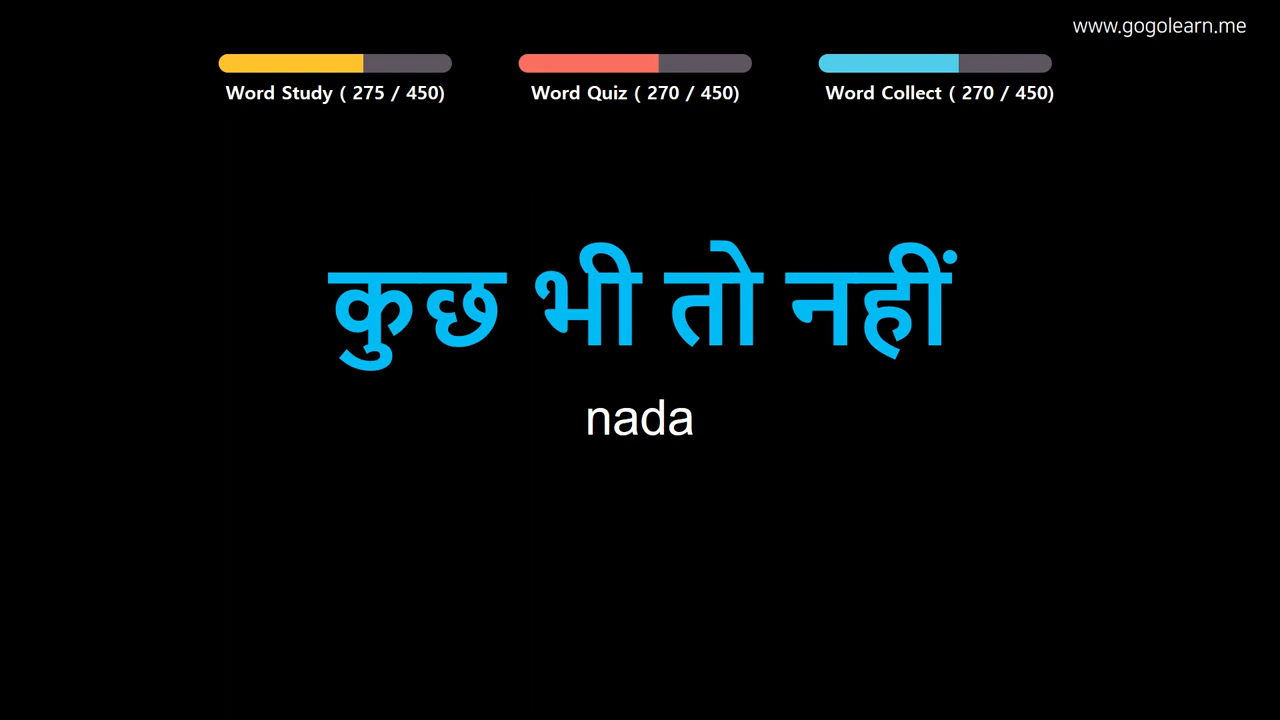 www.gogolearn.me
Word Study ( 275 / 450)
Word Quiz ( 270 / 450)
Word Collect ( 270 / 450)
कुछ भी तो नहीं
nada